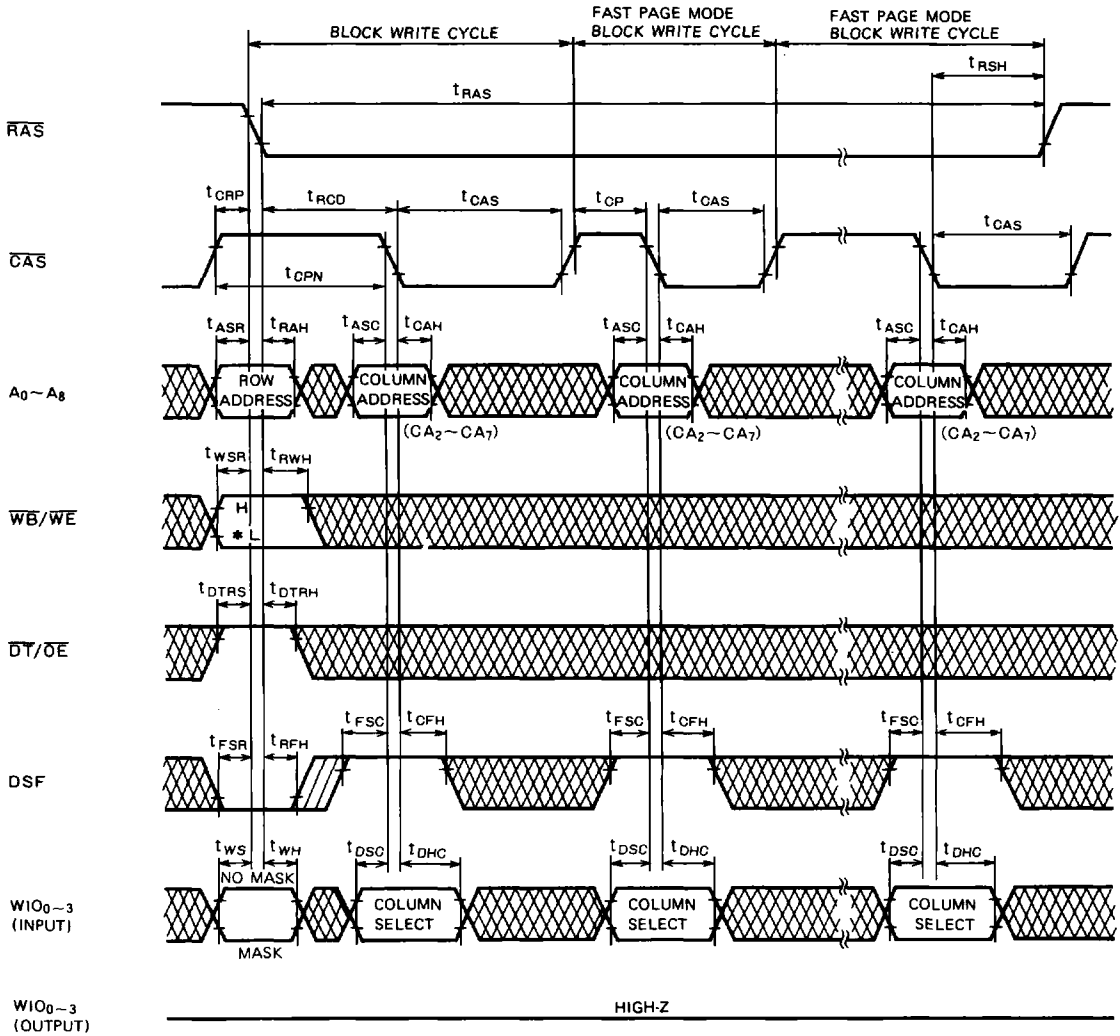 BLOCK WRITE CYCLE
FAST PAGE MODE
BLOCK WRITE CYCLE
FAST PAGE MODE
BLOCK WRITE CYCLE
tRSH
tRAS
RAS
tCRP
tRCD
tCAS
tCP
tCAS
tCAS
CAS
tCPN
tASR
tRAH
tASC
tCAH
tASC
tCAH
tASC
tCAH
A0~A8
ROW
ADDRESS
COLUMN
ADDRESS
COLUMN
ADDRESS
COLUMN
ADDRESS
(CA2~CA7)
(CA2~CA7)
(CA2~CA7)
tWSR
tRWH
WB/WE
H
* L
tDTRS
tDTRH
DT/OE
tFSR
tRFH
tFSC
tCFH
tFSC
tCFH
tFSC
tCFH
DSF
tWS
tWH
tDSC
tDHC
tDSC
tDHC
tDSC
tDHC
NO MASK
WIO0~3
(INPUT)
COLUMN
SELECT
COLUMN
SELECT
COLUMN
SELECT
MASK
WIO0~3
(OUTPUT)
HIGH-Z